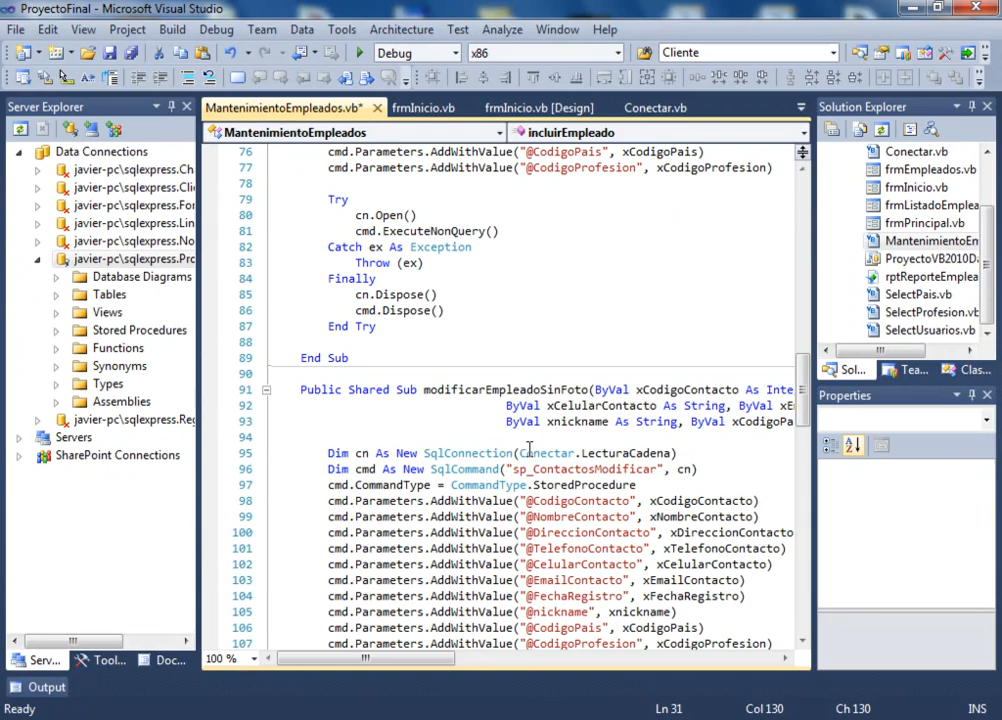 ProyectoFinal - Microsoft Visual Studio
File Edit View Project Build Debug Team Data Tools Architecture Test Analyze Window Help
Debug x86 Cliente
Server Explorer
Data Connections
javier-pc\sqlexpress.Ch
javier-pc\sqlexpress.Cli
javier-pc\sqlexpress.For
javier-pc\sqlexpress.Lin
javier-pc\sqlexpress.No
javier-pc\sqlexpress.Pro
Database Diagrams
Tables
Views
Stored Procedures
Functions
Synonyms
Types
Assemblies
javier-pc\sqlexpress.Reg
Servers
SharePoint Connections
Serv... Tool... Doc...
MantenimientoEmpleados.vb* frmInicio.vb frmInicio.vb [Design] Conectar.vb
MantenimientoEmpleados incluirEmpleado
76 cmd.Parameters.AddWithValue("@CodigoPais", xCodigoPais)
77 cmd.Parameters.AddWithValue("@CodigoProfesion", xCodigoProfesion)
78
79 Try
80 cn.Open()
81 cmd.ExecuteNonQuery()
82 Catch ex As Exception
83 Throw (ex)
84 Finally
85 cn.Dispose()
86 cmd.Dispose()
87 End Try
88
89 End Sub
90
91 Public Shared Sub modificarEmpleadoSinFoto(ByVal xCodigoContacto As Inte
92 ByVal xCelularContacto As String, ByVal xE
93 ByVal xnickname As String, ByVal xCodigoPa
94
95 Dim cn As New SqlConnection(Conectar.LecturaCadena)
96 Dim cmd As New SqlCommand("sp_ContactosModificar", cn)
97 cmd.CommandType = CommandType.StoredProcedure
98 cmd.Parameters.AddWithValue("@CodigoContacto", xCodigoContacto)
99 cmd.Parameters.AddWithValue("@NombreContacto", xNombreContacto)
100 cmd.Parameters.AddWithValue("@DireccionContacto", xDireccionContacto
101 cmd.Parameters.AddWithValue("@TelefonoContacto", xTelefonoContacto)
102 cmd.Parameters.AddWithValue("@CelularContacto", xCelularContacto)
103 cmd.Parameters.AddWithValue("@EmailContacto", xEmailContacto)
104 cmd.Parameters.AddWithValue("@FechaRegistro", xFechaRegistro)
105 cmd.Parameters.AddWithValue("@nickname", xnickname)
106 cmd.Parameters.AddWithValue("@CodigoPais", xCodigoPais)
107 cmd.Parameters.AddWithValue("@CodigoProfesion", xCodigoProfesion)
100 %
Solution Explorer
Conectar.vb
frmEmpleados.vb
frmInicio.vb
frmListadoEmplea
frmPrincipal.vb
MantenimientoEm
ProyectoVB2010Da
rptReporteEmplea
SelectPais.vb
SelectProfesion.vb
SelectUsuarios.vb
Sol... Tea... Clas...
Properties
Output
Ready Ln 31 Col 130 Ch 130 INS